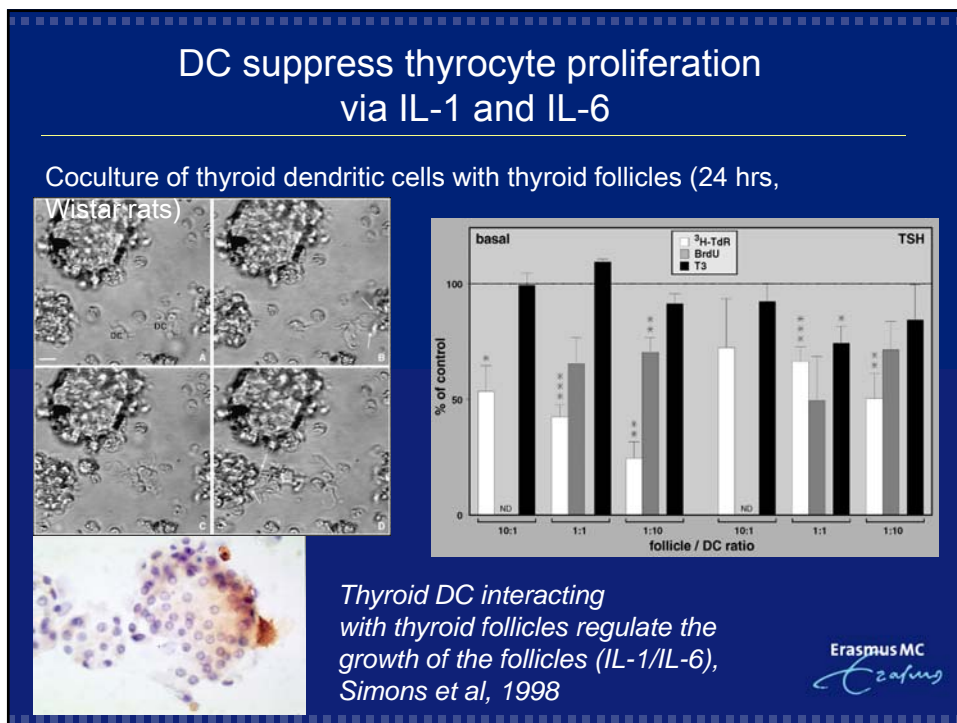 DC suppress thyrocyte proliferation
via IL-1 and IL-6
Coculture of thyroid dendritic cells with thyroid follicles (24 hrs,
Wistar rats)
DC
DC
A
B
C
D
basal
TSH
³H-TdR
BrdU
T3
% of control
100
50
0
*
***
**
**
***
*
**
ND
ND
10:1
1:1
1:10
10:1
1:1
1:10
follicle / DC ratio
Thyroid DC interacting
with thyroid follicles regulate the
growth of the follicles (IL-1/IL-6),
Simons et al, 1998
Erasmus MC
Erasmus